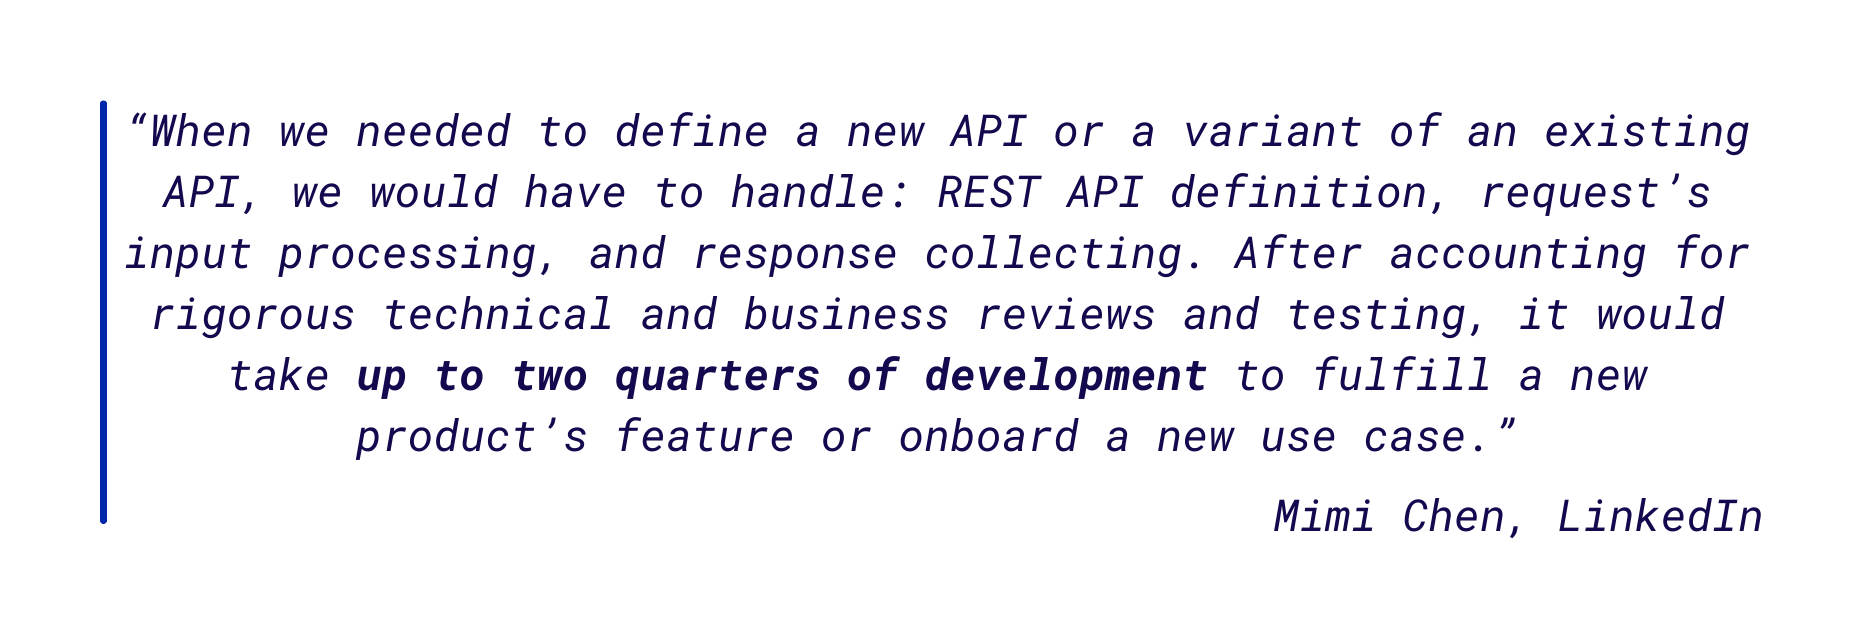 “When we needed to define a new API or a variant of an existing
API, we would have to handle: REST API definition, request’s
input processing, and response collecting. After accounting for
rigorous technical and business reviews and testing, it would
take up to two quarters of development to fulfill a new
product’s feature or onboard a new use case.”
Mimi Chen, LinkedIn